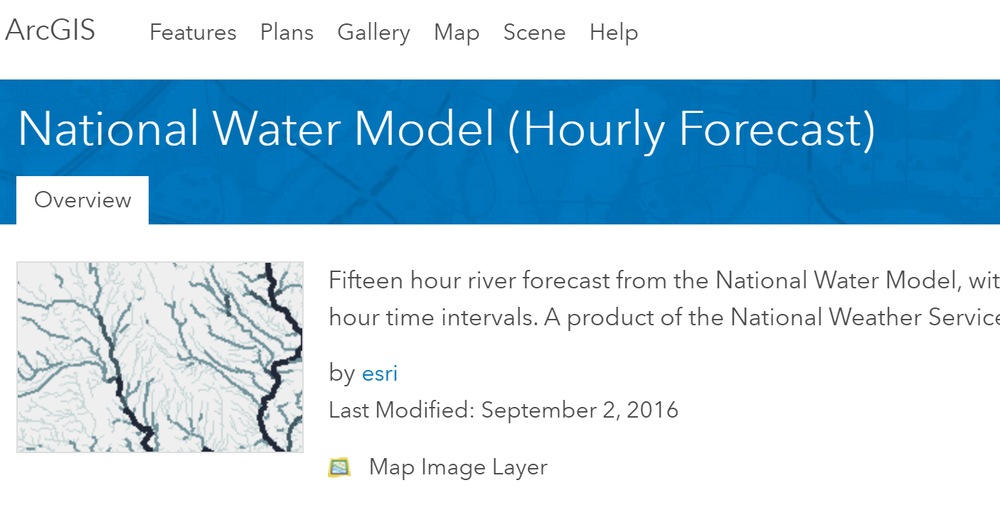 ArcGIS Features Plans Gallery Map Scene Help
National Water Model (Hourly Forecast)
Overview
Fifteen hour river forecast from the National Water Model,
hour time intervals. A product of the National Weather Service
by esri
Last Modified: September 2, 2016
Map Image Layer